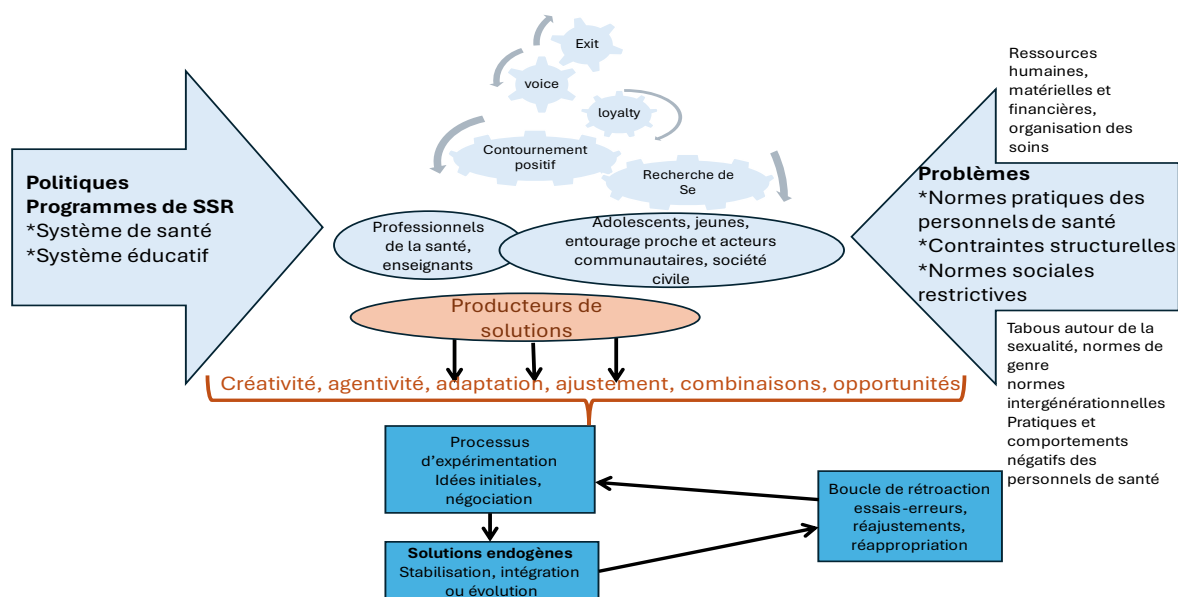 Exit
voice
loyalty
Contournement
positif
Recherche de
Se
Politiques
Programmes de SSR
*Système de santé
*Système éducatif
Professionnels
de la santé,
enseignants
Adolescents, jeunes,
entourage proche et acteurs
communautaires, société
civile
Ressources
humaines,
matérielles et
financières,
organisation des
soins
Problèmes
*Normes pratiques des
personnels de santé
*Contraintes structurelles
*Normes sociales
restrictives
Tabous autour de la
sexualité, normes de
genre
normes
intergénérationnelles
Pratiques et
comportements
négatifs des
personnels de santé
Producteurs de
solutions
Créativité, agentivité, adaptation, ajustement, combinaisons, opportunités
Processus
d’expérimentation
Idées initiales,
négociation
Solutions endogènes
Stabilisation, intégration
ou évolution
Boucle de rétroaction
essais-erreurs,
réajustements,
réappropriation